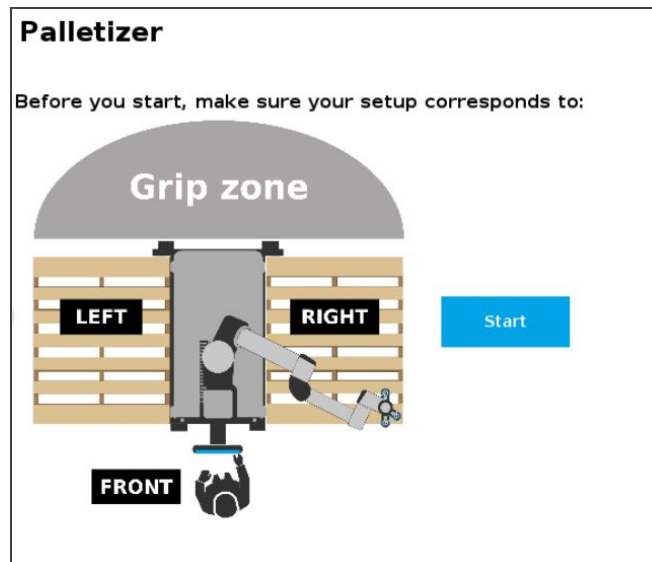 Palletizer
Before you start, make sure your setup corresponds to:
Grip zone
LEFT
RIGHT
Start
FRONT